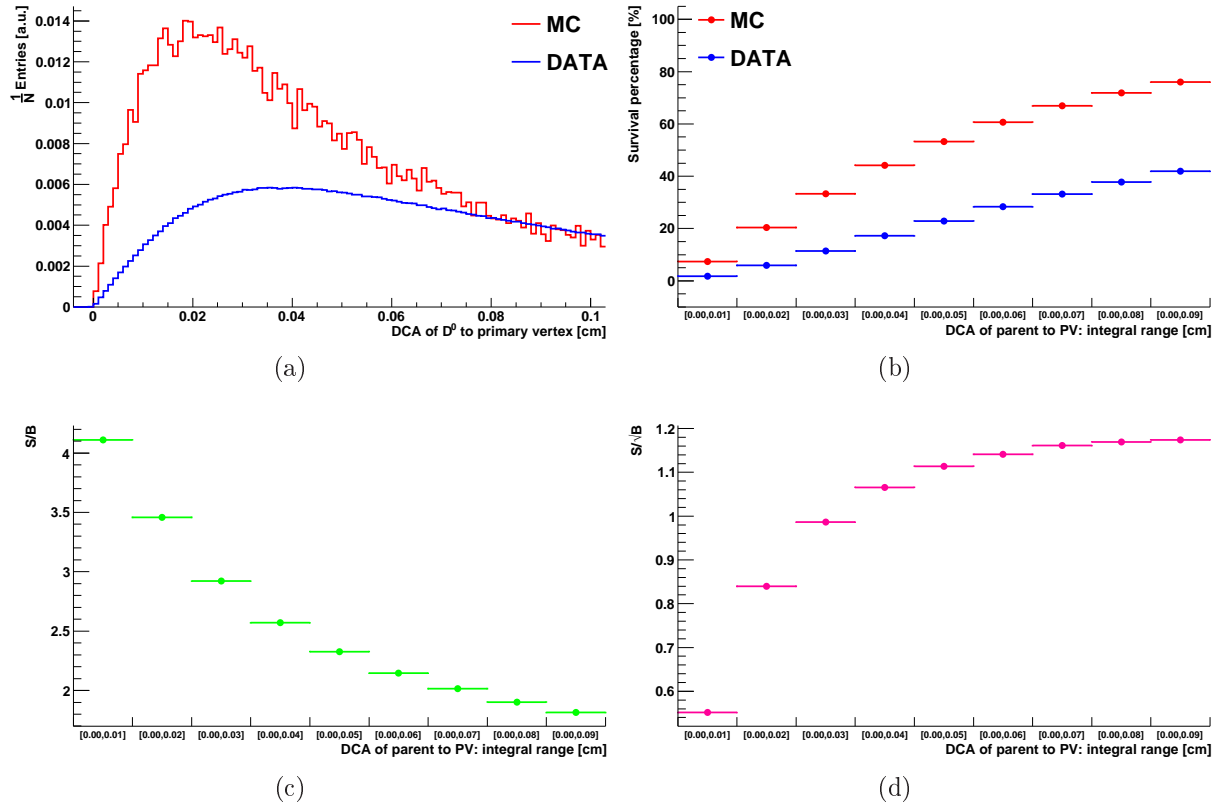 MC
DATA
1/N Entries [a.u.]
0.014
0.012
0.01
0.008
0.006
0.004
0.002
0
0 0.02 0.04 0.06 0.08 0.1
DCA of D⁰ to primary vertex [cm]
(a)
MC
DATA
Survival percentage [%]
100
80
60
40
20
0
[0.00,0.01] [0.00,0.02] [0.00,0.03] [0.00,0.04] [0.00,0.05] [0.00,0.06] [0.00,0.07] [0.00,0.08] [0.00,0.09]
DCA of parent to PV: integral range [cm]
(b)
S/B
4
3.5
3
2.5
2
[0.00,0.01] [0.00,0.02] [0.00,0.03] [0.00,0.04] [0.00,0.05] [0.00,0.06] [0.00,0.07] [0.00,0.08] [0.00,0.09]
DCA of parent to PV: integral range [cm]
(c)
S/√B
1.2
1.1
1
0.9
0.8
0.7
0.6
[0.00,0.01] [0.00,0.02] [0.00,0.03] [0.00,0.04] [0.00,0.05] [0.00,0.06] [0.00,0.07] [0.00,0.08] [0.00,0.09]
DCA of parent to PV: integral range [cm]
(d)